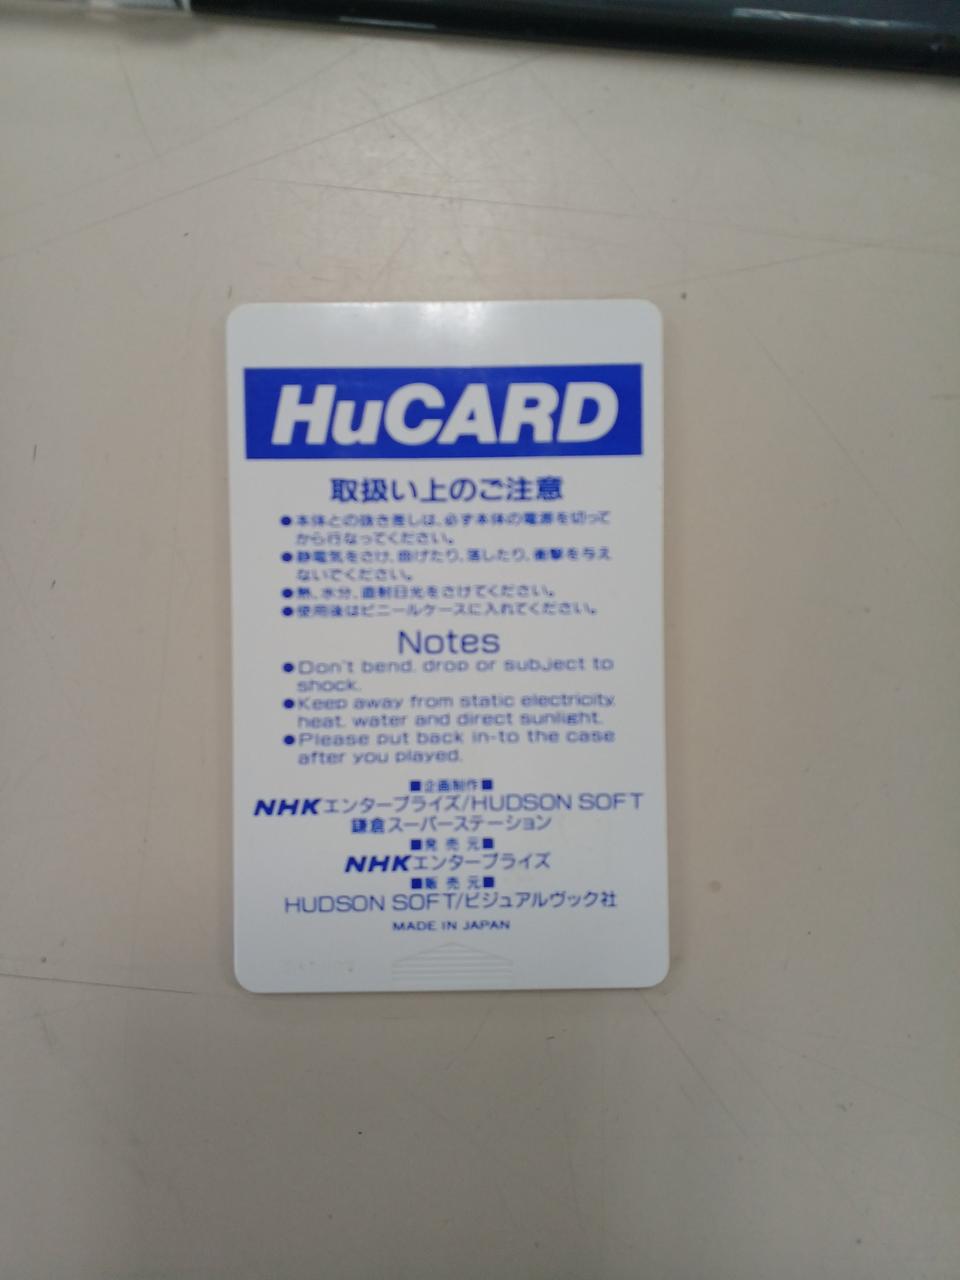 HuCARD
取扱い上のご注意
●本体との抜き差しは、必ず本体の電源を切って
から行なってください。
●静電気をさけ、曲げたり、落したり、衝撃を与え
ないでください。
●熱、水分、直射日光をさけてください。
●使用後はビニールケースに入れてください。
Notes
●Don't bend, drop or subject to
shock.
●Keep away from static electricity,
heat, water and direct sunlight.
●Please put back in-to the case
after you played.
■企画制作■
NHKエンタープライズ/HUDSON SOFT
鎌倉スーパーステーション
■発売元■
NHKエンタープライズ
■販売元■
HUDSON SOFT/ビジュアルヴック社
MADE IN JAPAN